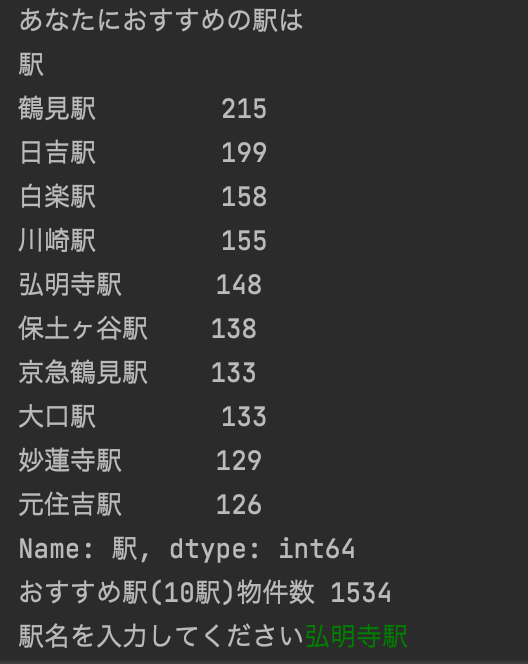 あなたにおすすめの駅は
駅
鶴見駅 215
日吉駅 199
白楽駅 158
川崎駅 155
弘明寺駅 148
保土ヶ谷駅 138
京急鶴見駅 133
大口駅 133
妙蓮寺駅 129
元住吉駅 126
Name: 駅, dtype: int64
おすすめ駅(10駅)物件数 1534
駅名を入力してください弘明寺駅